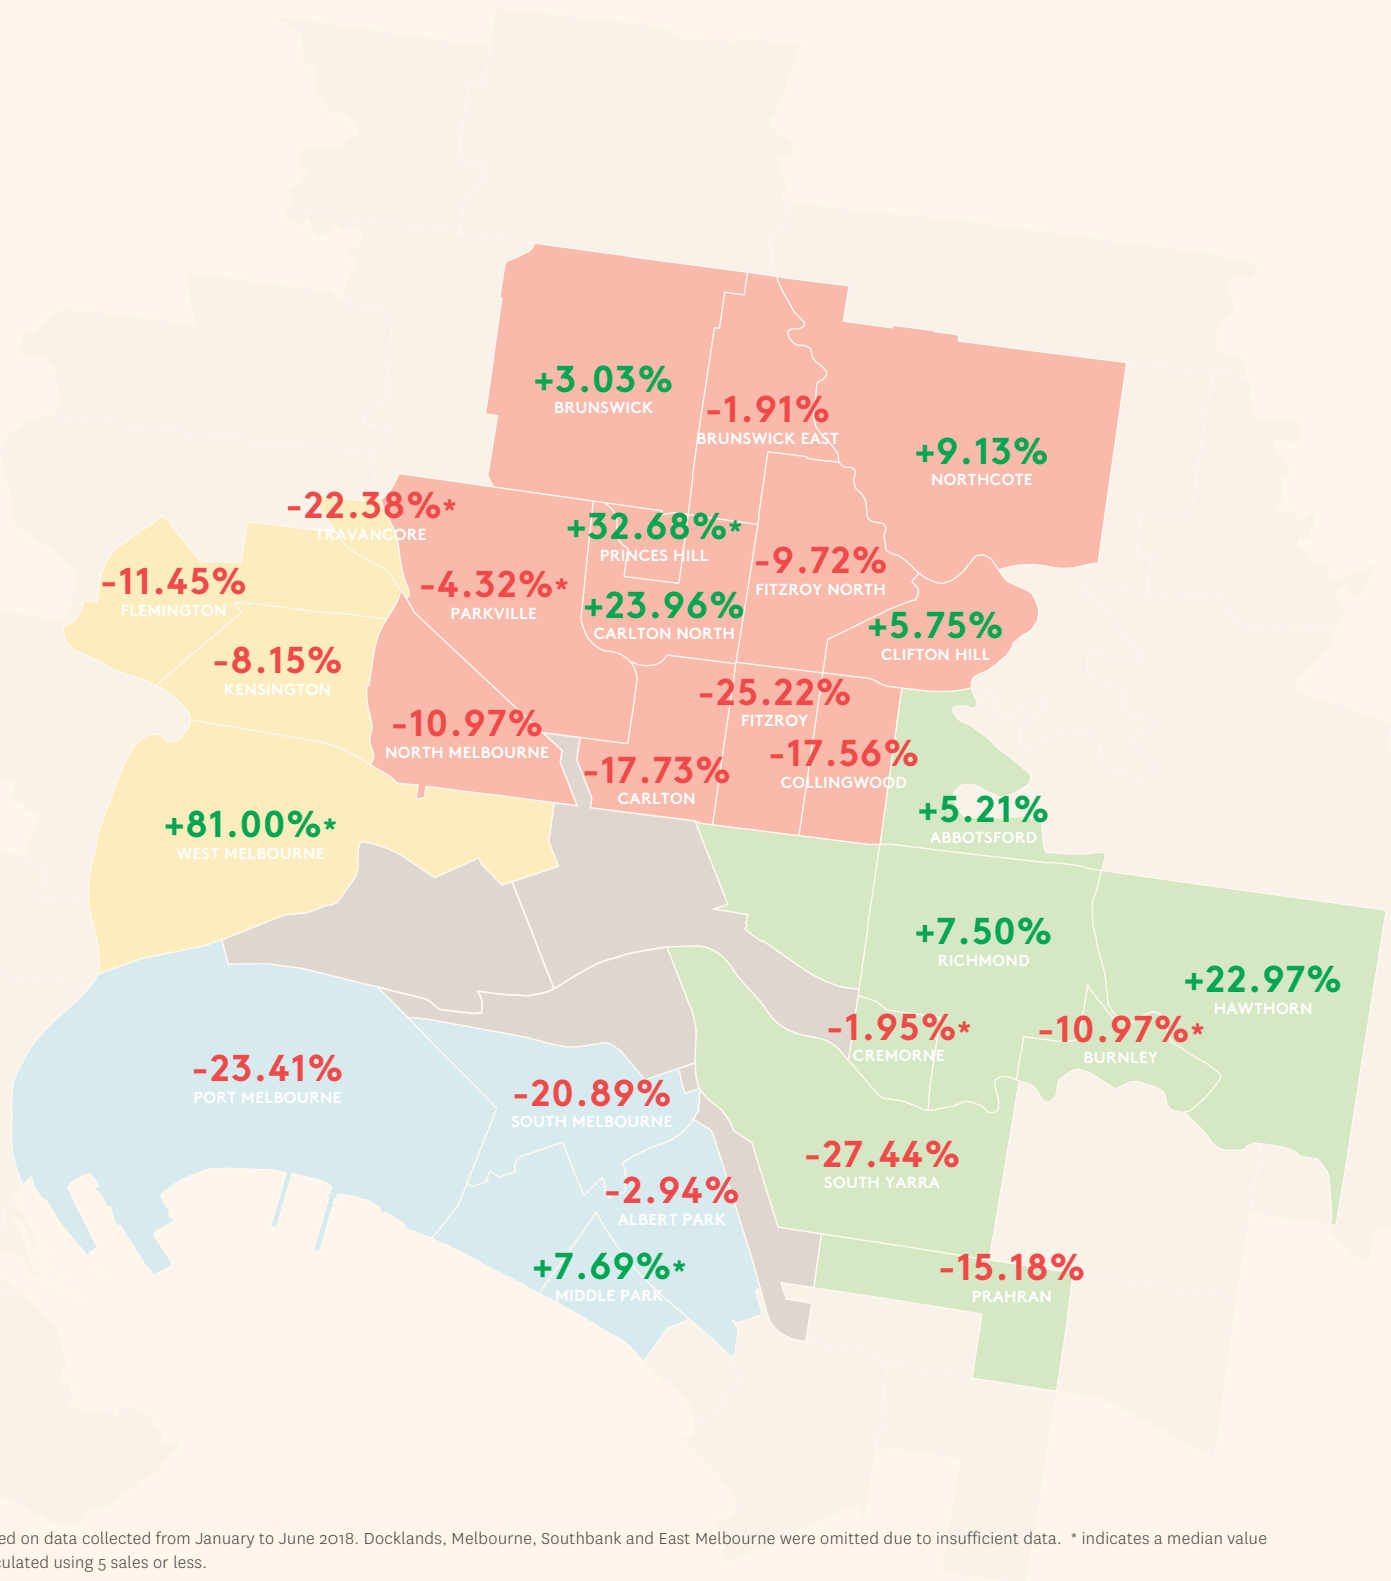 +3.03%
BRUNSWICK
-1.91%
BRUNSWICK EAST
+9.13%
NORTHCOTE
-22.38%*
TRAVANCORE
+32.68%*
PRINCES HILL
-9.72%
FITZROY NORTH
-11.45%
FLEMINGTON
-4.32%*
PARKVILLE
+23.96%
CARLTON NORTH
+5.75%
CLIFTON HILL
-8.15%
KENSINGTON
-25.22%
FITZROY
-10.97%
NORTH MELBOURNE
-17.56%
COLLINGWOOD
-17.73%
CARLTON
+5.21%
ABBOTSFORD
+81.00%*
WEST MELBOURNE
+7.50%
RICHMOND
+22.97%
HAWTHORN
-1.95%*
CREMORNE
-10.97%*
BURNLEY
-23.41%
PORT MELBOURNE
-20.89%
SOUTH MELBOURNE
-27.44%
SOUTH YARRA
-2.94%
ALBERT PARK
+7.69%*
MIDDLE PARK
-15.18%
PRAHRAN
on data collected from January to June 2018. Docklands, Melbourne, Southbank and East Melbourne were omitted due to insufficient data. * indicates a median value
using 5 sales or less.